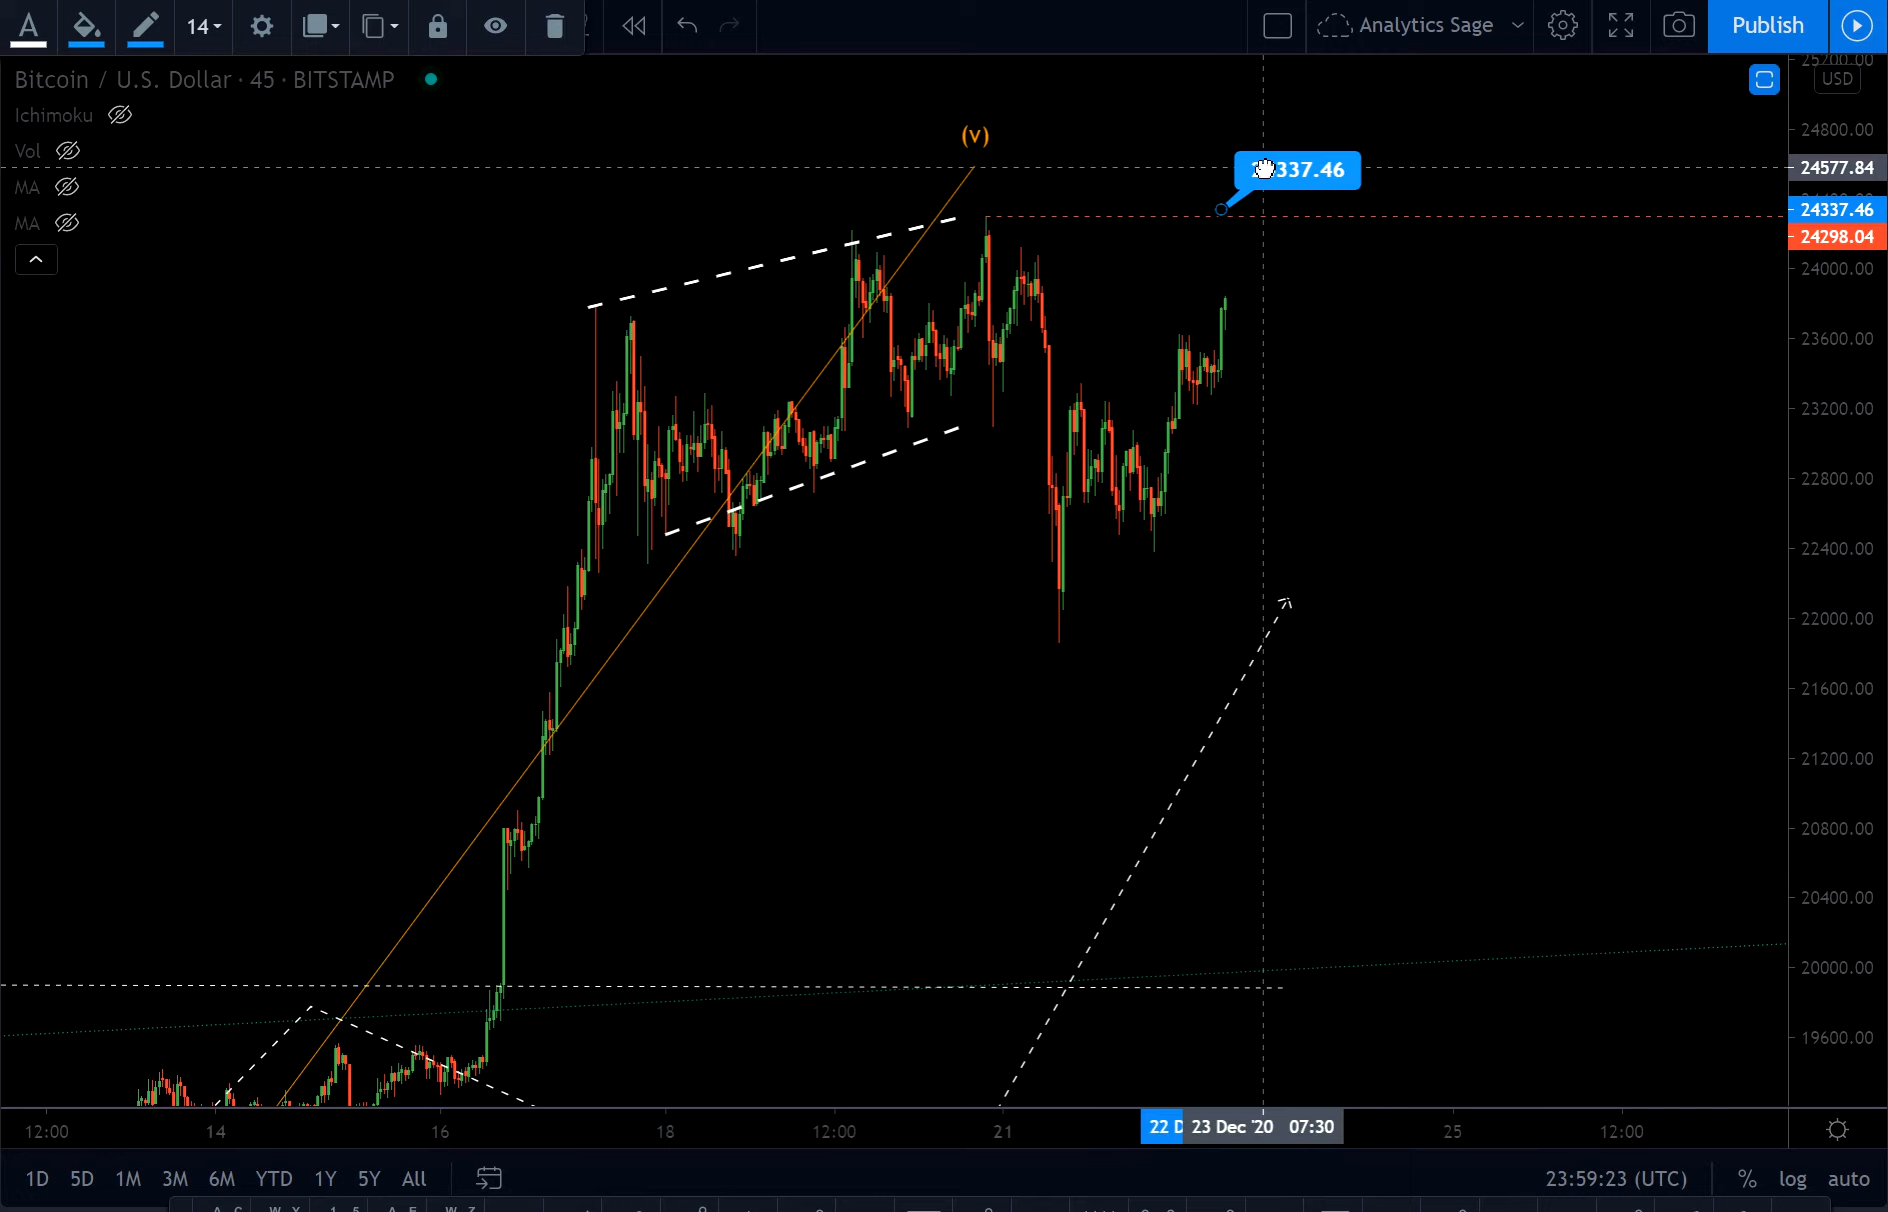 A 14 Analytics Sage Publish
Bitcoin / U.S. Dollar · 45 · BITSTAMP
Ichimoku
Vol
MA
MA
(v)
337.46
25200.00
USD
24800.00
24577.84
24337.46
24298.04
24000.00
23600.00
23200.00
22800.00
22400.00
22000.00
21600.00
21200.00
20800.00
20400.00
20000.00
19600.00
12:00 14 16 18 12:00 21 22 D 23 Dec '20 07:30 25 12:00
1D 5D 1M 3M 6M YTD 1Y 5Y All 23:59:23 (UTC) % log auto